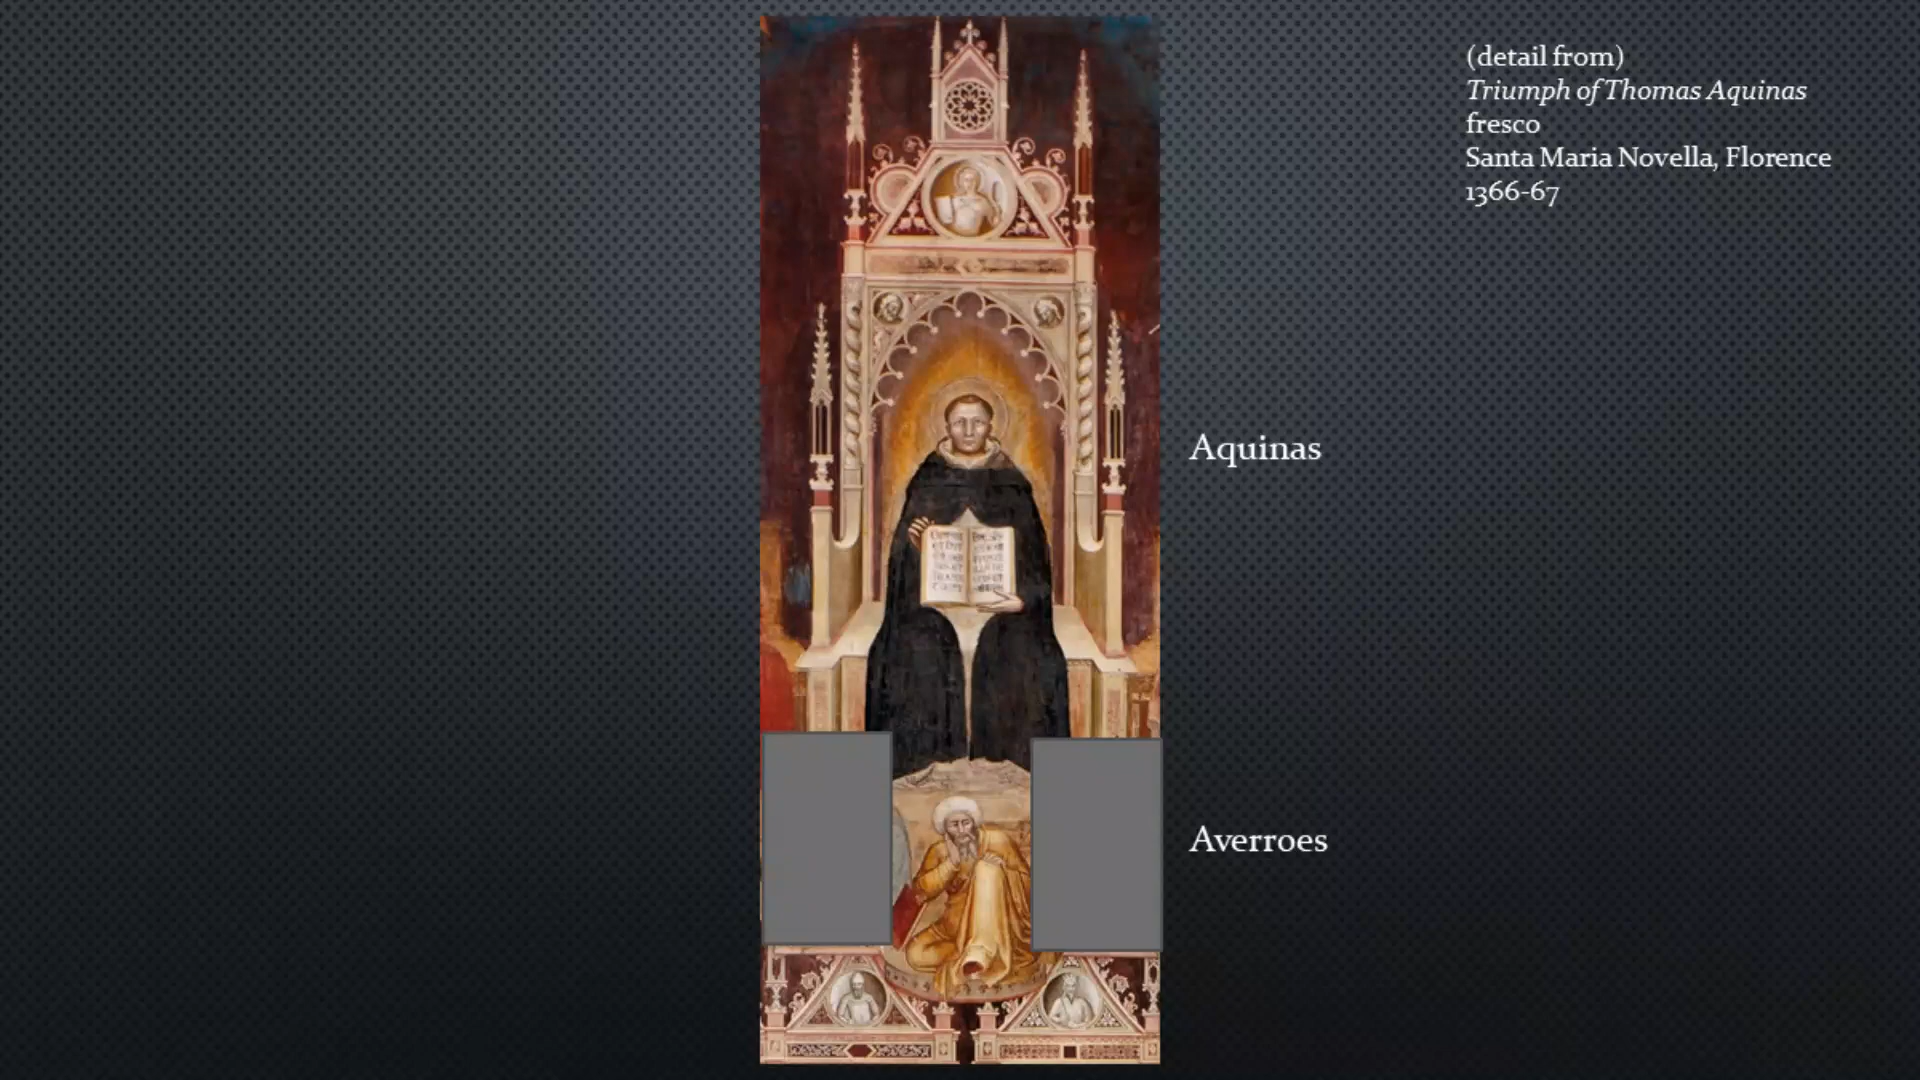 (detail from)
Triumph of Thomas Aquinas
fresco
Santa Maria Novella, Florence
1366-67
Aquinas
Averroes